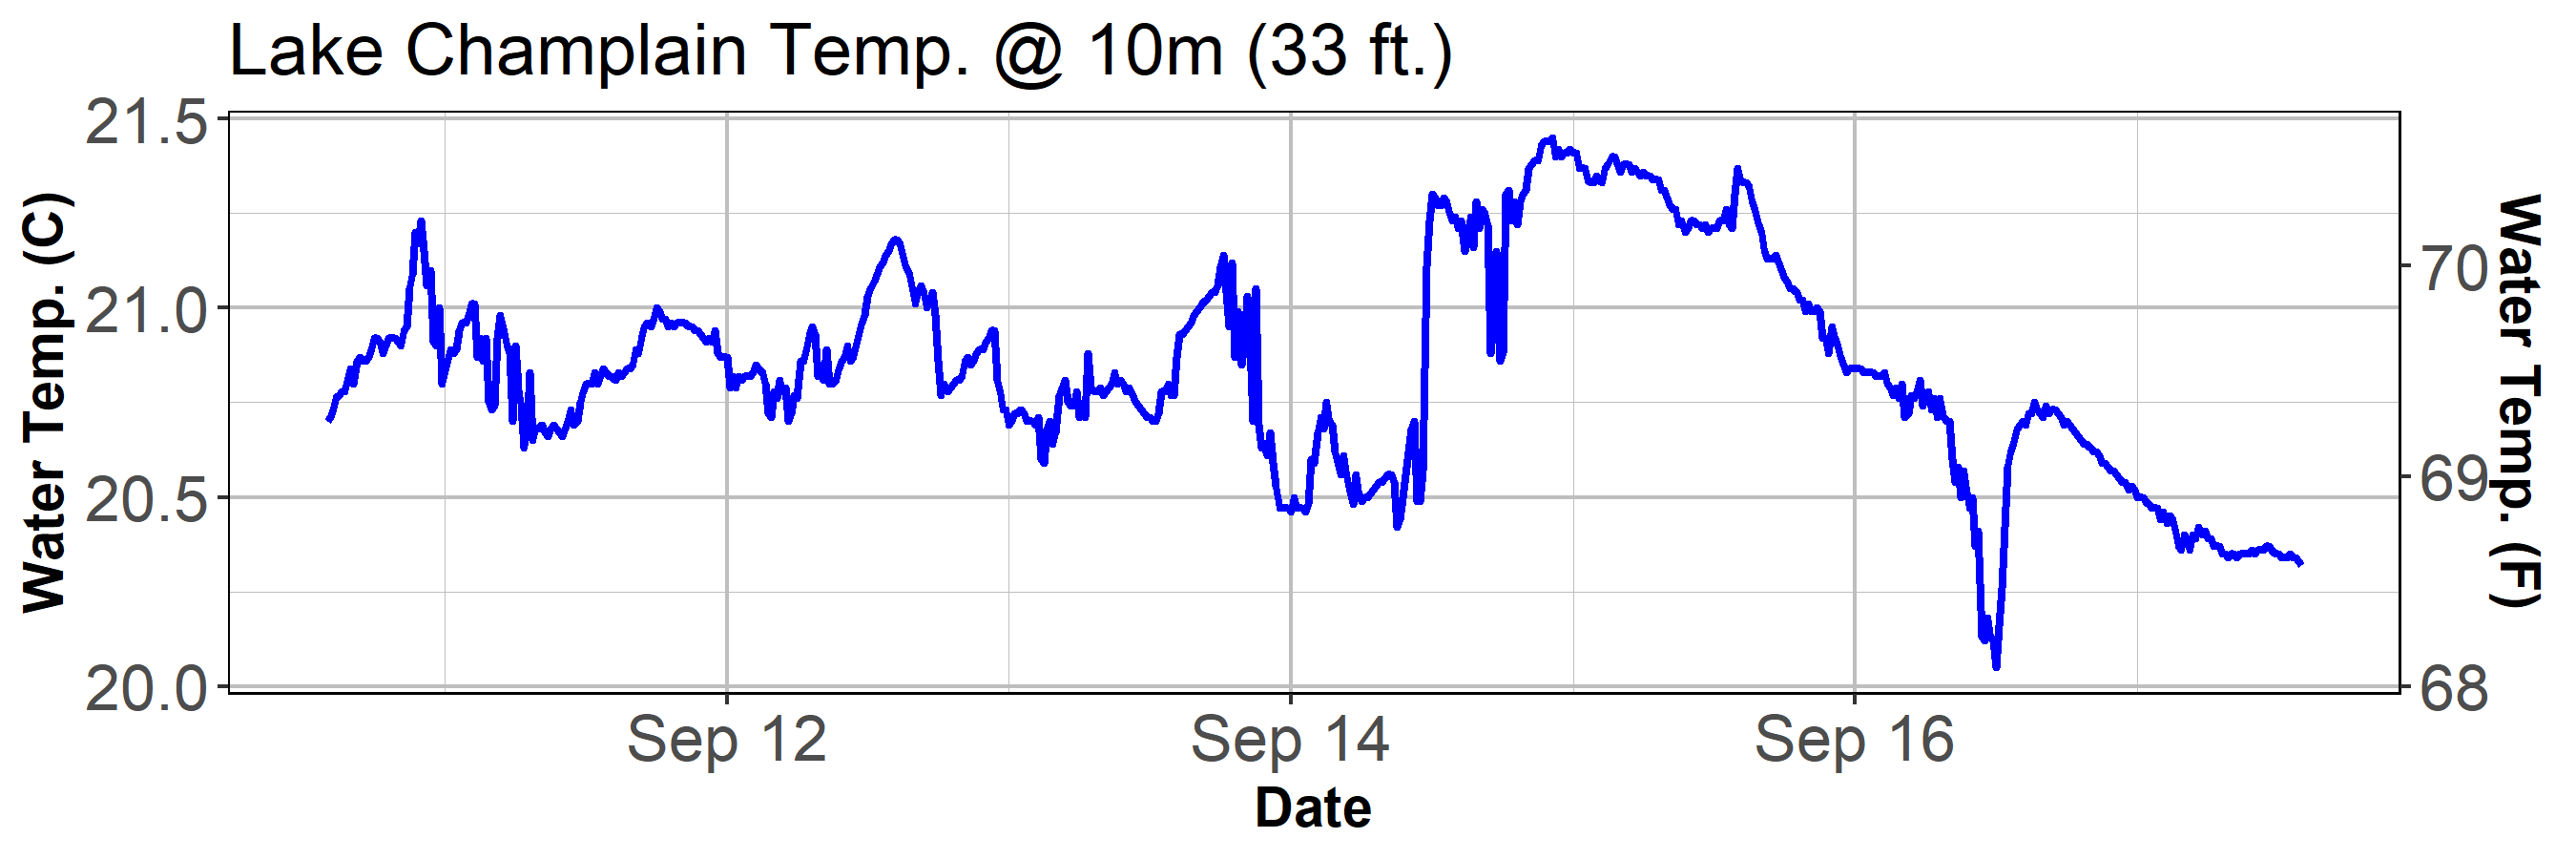 Lake Champlain Temp. @ 10m (33 ft.)
Water Temp. (C)
21.5
21.0
20.5
20.0
Water Temp. (F)
70
69
68
Sep 12 Sep 14 Sep 16
Date